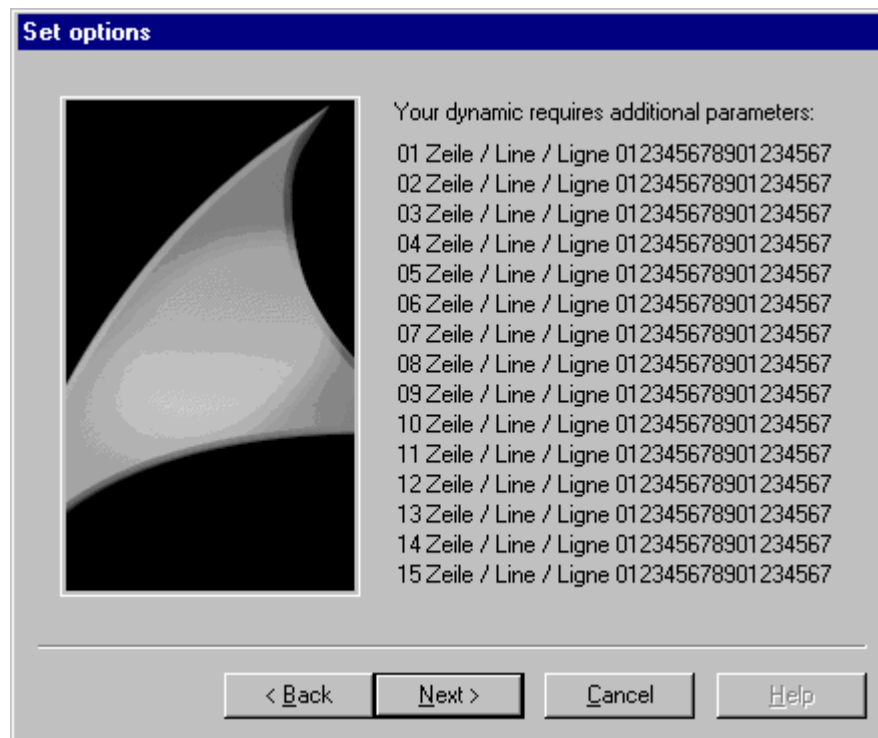 Set options
Your dynamic requires additional parameters:
01 Zeile / Line / Ligne 012345678901234567
02 Zeile / Line / Ligne 012345678901234567
03 Zeile / Line / Ligne 012345678901234567
04 Zeile / Line / Ligne 012345678901234567
05 Zeile / Line / Ligne 012345678901234567
06 Zeile / Line / Ligne 012345678901234567
07 Zeile / Line / Ligne 012345678901234567
08 Zeile / Line / Ligne 012345678901234567
09 Zeile / Line / Ligne 012345678901234567
10 Zeile / Line / Ligne 012345678901234567
11 Zeile / Line / Ligne 012345678901234567
12 Zeile / Line / Ligne 012345678901234567
13 Zeile / Line / Ligne 012345678901234567
14 Zeile / Line / Ligne 012345678901234567
15 Zeile / Line / Ligne 012345678901234567
< Back Next > Cancel Help